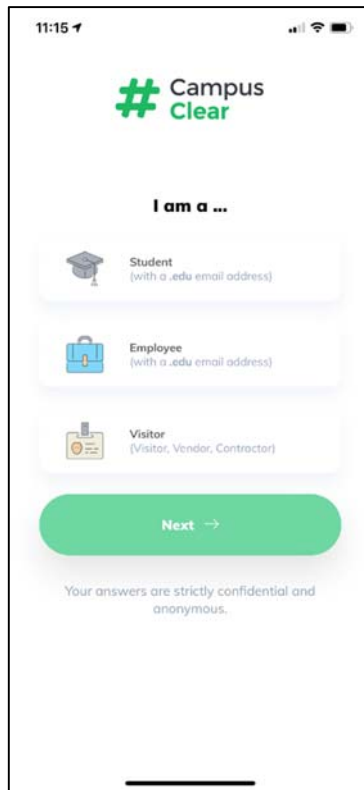 11:15
# Campus
Clear
I am a ...
Student
(with a .edu email address)
Employee
(with a .edu email address)
Visitor
(Visitor, Vendor, Contractor)
Next →
Your answers are strictly confidential and
anonymous.